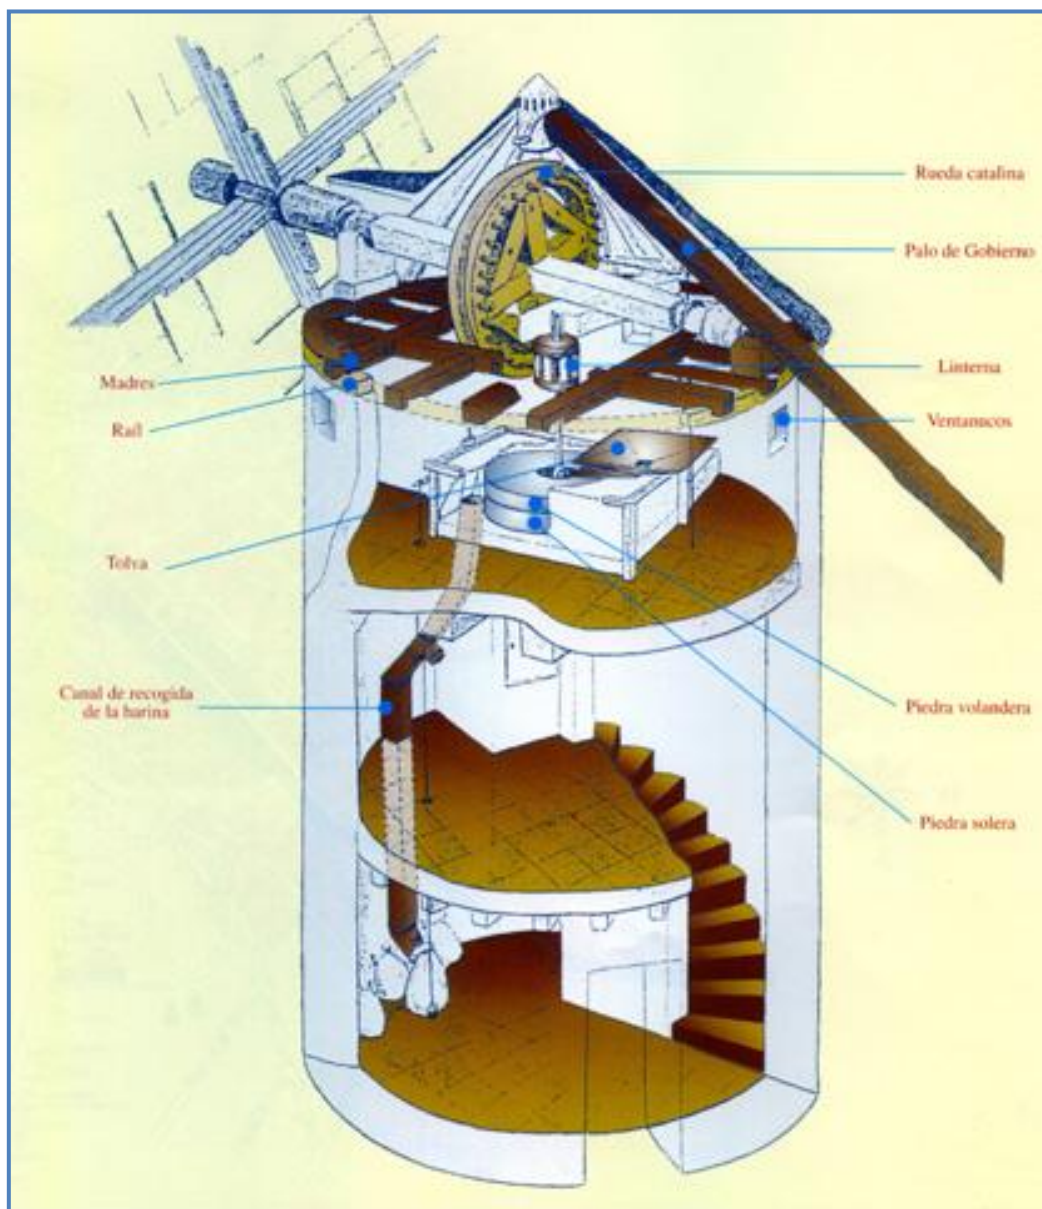 Rueda catalina
Palo de Gobierno
Madres
Linterna
Raíl
Ventanucos
Tolva
Canal de recogida
de la harina
Piedra volandera
Piedra solera